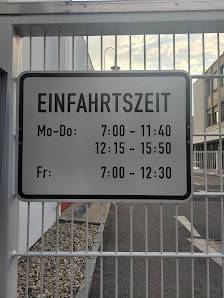 EINFAHRTSZEIT
Mo-Do: 7:00 - 11:40
12:15 - 15:50
Fr: 7:00 - 12:30